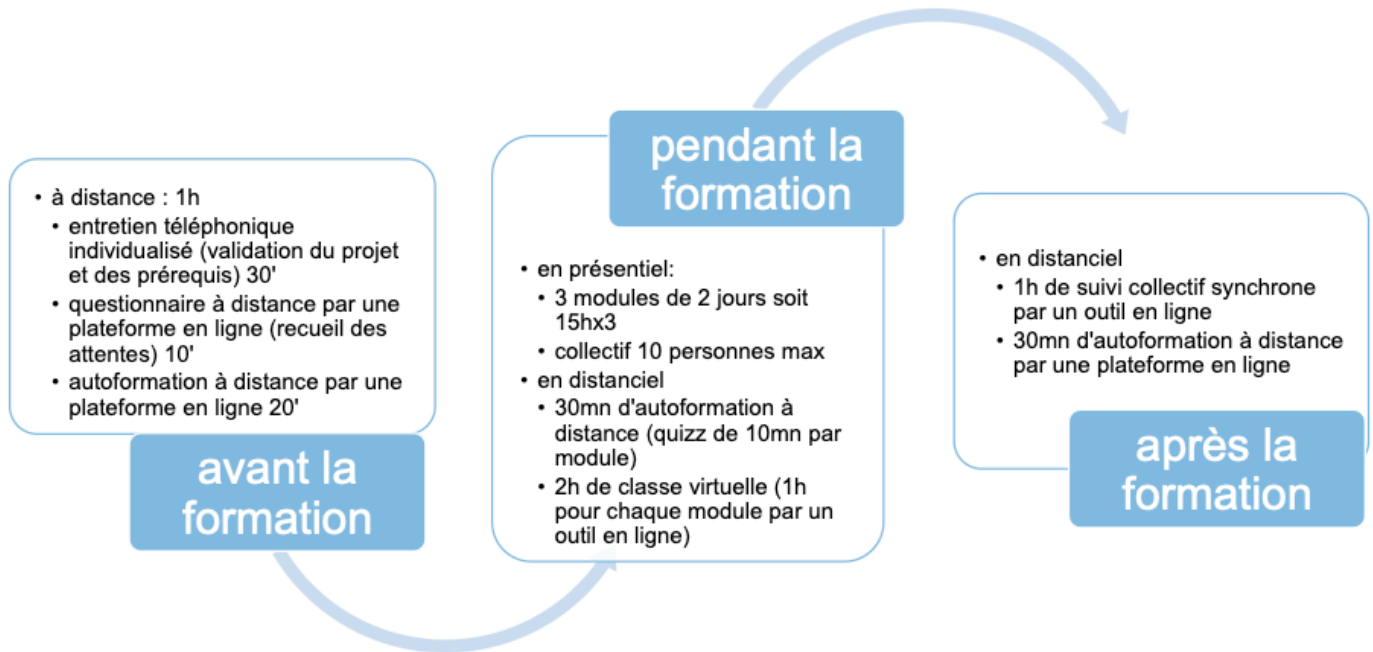 • à distance : 1h
• entretien téléphonique
individualisé (validation du projet
et des prérequis) 30'
• questionnaire à distance par une
plateforme en ligne (recueil des
attentes) 10'
• autoformation à distance par une
plateforme en ligne 20'
avant la
formation
pendant la
formation
• en présentiel:
• 3 modules de 2 jours soit
15hx3
• collectif 10 personnes max
• en distanciel
• 30mn d'autoformation à
distance (quizz de 10mn par
module)
• 2h de classe virtuelle (1h
pour chaque module par un
outil en ligne)
• en distanciel
• 1h de suivi collectif synchrone
par un outil en ligne
• 30mn d'autoformation à distance
par une plateforme en ligne
après la
formation